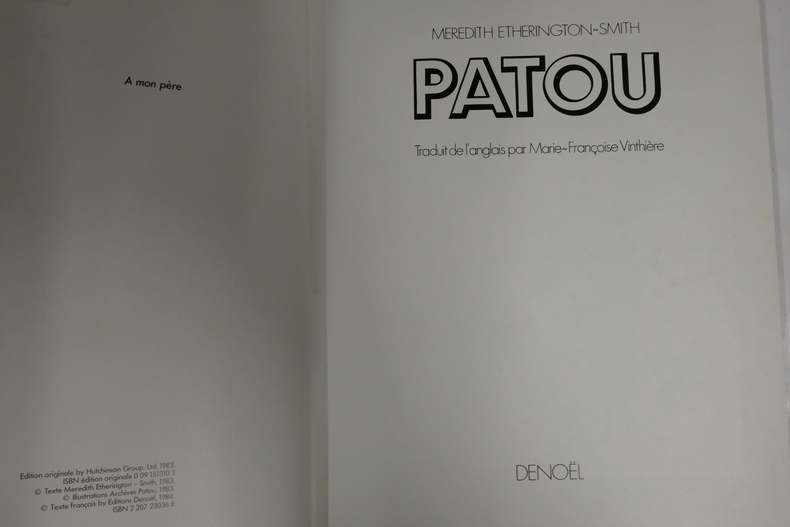 A mon père
Edition originale by Hutchinson Group. Ltd, 1983.
ISBN édition originale 0 09 151310 3
© Texte Meredith Etherington – Smith, 1983.
© Illustrations Archives Patou, 1983.
© Texte français by Editions Denoël, 1984.
ISBN 2 207 23036 8
MEREDITH ETHERINGTON~SMITH
PATOU
Traduit de l'anglais par Marie~Françoise Vinthière
DENOËL